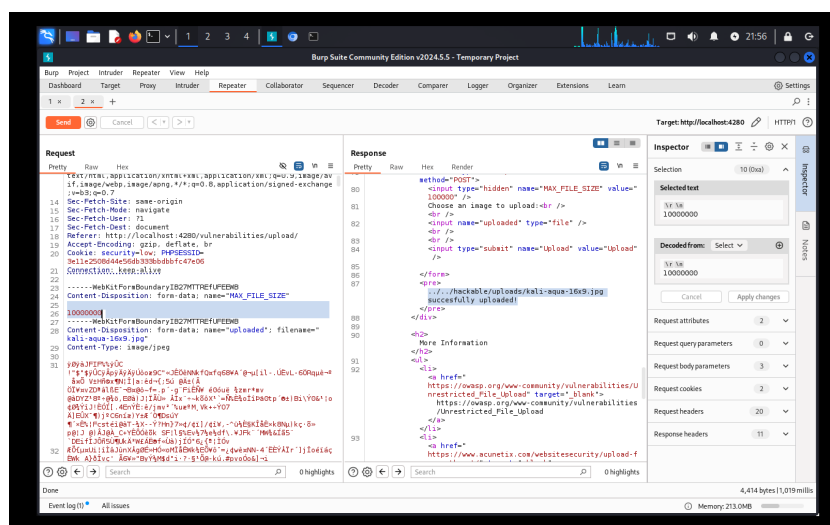 1 2 3 4
21:56
Burp Suite Community Edition v2024.5.5 - Temporary Project
Burp Project Intruder Repeater View Help
Dashboard Target Proxy Intruder Repeater Collaborator Sequencer Decoder Comparer Logger Organizer Extensions Learn
Settings
1 × 2 × +
Send Cancel < >
Target: http://localhost:4280 HTTP/1
Request
Pretty Raw Hex
text/html,application/xhtml+xml,application/xml;q=0.9,image/av
if,image/webp,image/apng,*/*;q=0.8,application/signed-exchange
;v=b3;q=0.7
14 Sec-Fetch-Site: same-origin
15 Sec-Fetch-Mode: navigate
16 Sec-Fetch-User: ?1
17 Sec-Fetch-Dest: document
18 Referer: http://localhost:4280/vulnerabilities/upload/
19 Accept-Encoding: gzip, deflate, br
20 Cookie: security=low; PHPSESSID=
21 Connection: keep-alive
22
23 ------WebKitFormBoundaryIB27MTTREfUFEEWB
24 Content-Disposition: form-data; name="MAX_FILE_SIZE"
25
26 10000000
27 ------WebKitFormBoundaryIB27MTTREfUFEEWB
28 Content-Disposition: form-data; name="uploaded"; filename="
kali-aqua-16x9.jpg"
29 Content-Type: image/jpeg
30
31
32
Search 0 highlights
Response
Pretty Raw Hex Render
method="POST">
80 <input type="hidden" name="MAX_FILE_SIZE" value="
100000" />
81 Choose an image to upload:<br />
82 <br />
<input name="uploaded" type="file" />
<br />
83 <br />
84 <input type="submit" name="Upload" value="Upload"
/>
85
86 </form>
87 <pre>
../../hackable/uploads/kali-aqua-16x9.jpg
succesfully uploaded!
</pre>
88 </div>
89
90 <h2>
More Information
</h2>
91 <ul>
92 <li>
<a href="
https://owasp.org/www-community/vulnerabilities/U
nrestricted_File_Upload
" target="_blank">
https://owasp.org/www-community/vulnerabilities
/Unrestricted_File_Upload
</a>
</li>
93 <li>
<a href="
https://www.acunetix.com/websitesecurity/upload-f
Search 0 highlights
Inspector
Selection 10 (0xa)
Selected text
\r \n
10000000
Decoded from: Select
\r \n
10000000
Cancel Apply changes
Request attributes 2
Request query parameters 0
Request body parameters 3
Request cookies 2
Request headers 20
Response headers 11
Inspector
Notes
Done
4,414 bytes | 1,019 millis
Event log (1) All issues
Memory: 213.0MB